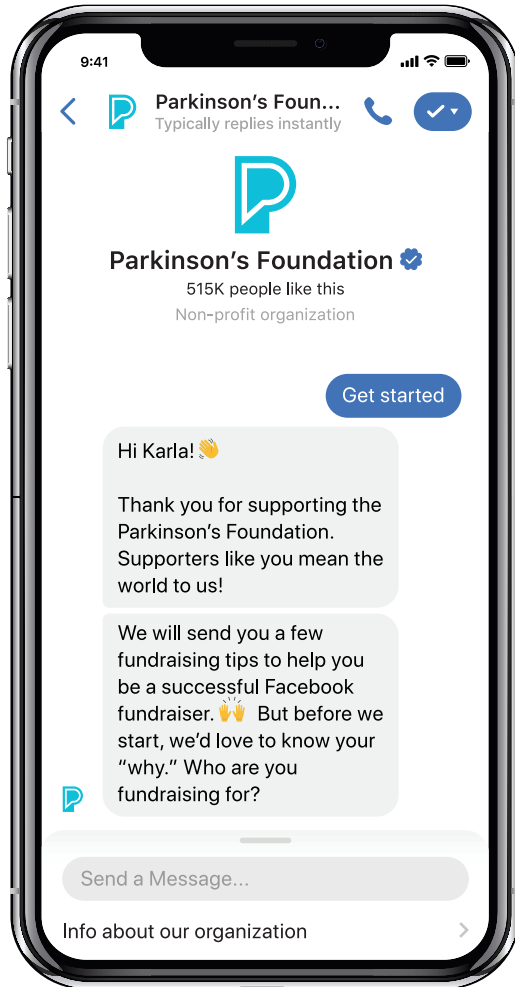 9:41
Parkinson's Foun...
Typically replies instantly
Parkinson's Foundation
515K people like this
Non-profit organization
Get started
Hi Karla!👋
Thank you for supporting the
Parkinson's Foundation.
Supporters like you mean the
world to us!
We will send you a few
fundraising tips to help you
be a successful Facebook
fundraiser. 🙌 But before we
start, we'd love to know your
“why.” Who are you
fundraising for?
Send a Message...
Info about our organization